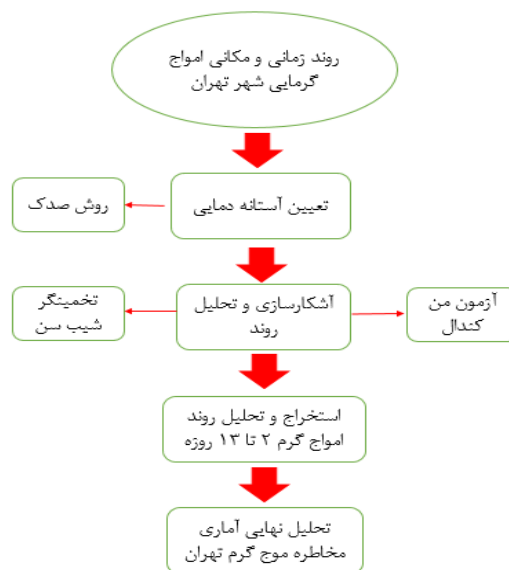 روند زمانی و مکانی امواج
گرمایی شهر تهران
تعیین آستانه دمایی
روش صدک
آشکارسازی و تحلیل
روند
آزمون من
کندال
تخمینگر
شیب سن
استخراج و تحلیل روند
امواج گرم ۲ تا ۱۳ روزه
تحلیل نهایی آماری
مخاطره موج گرم تهران